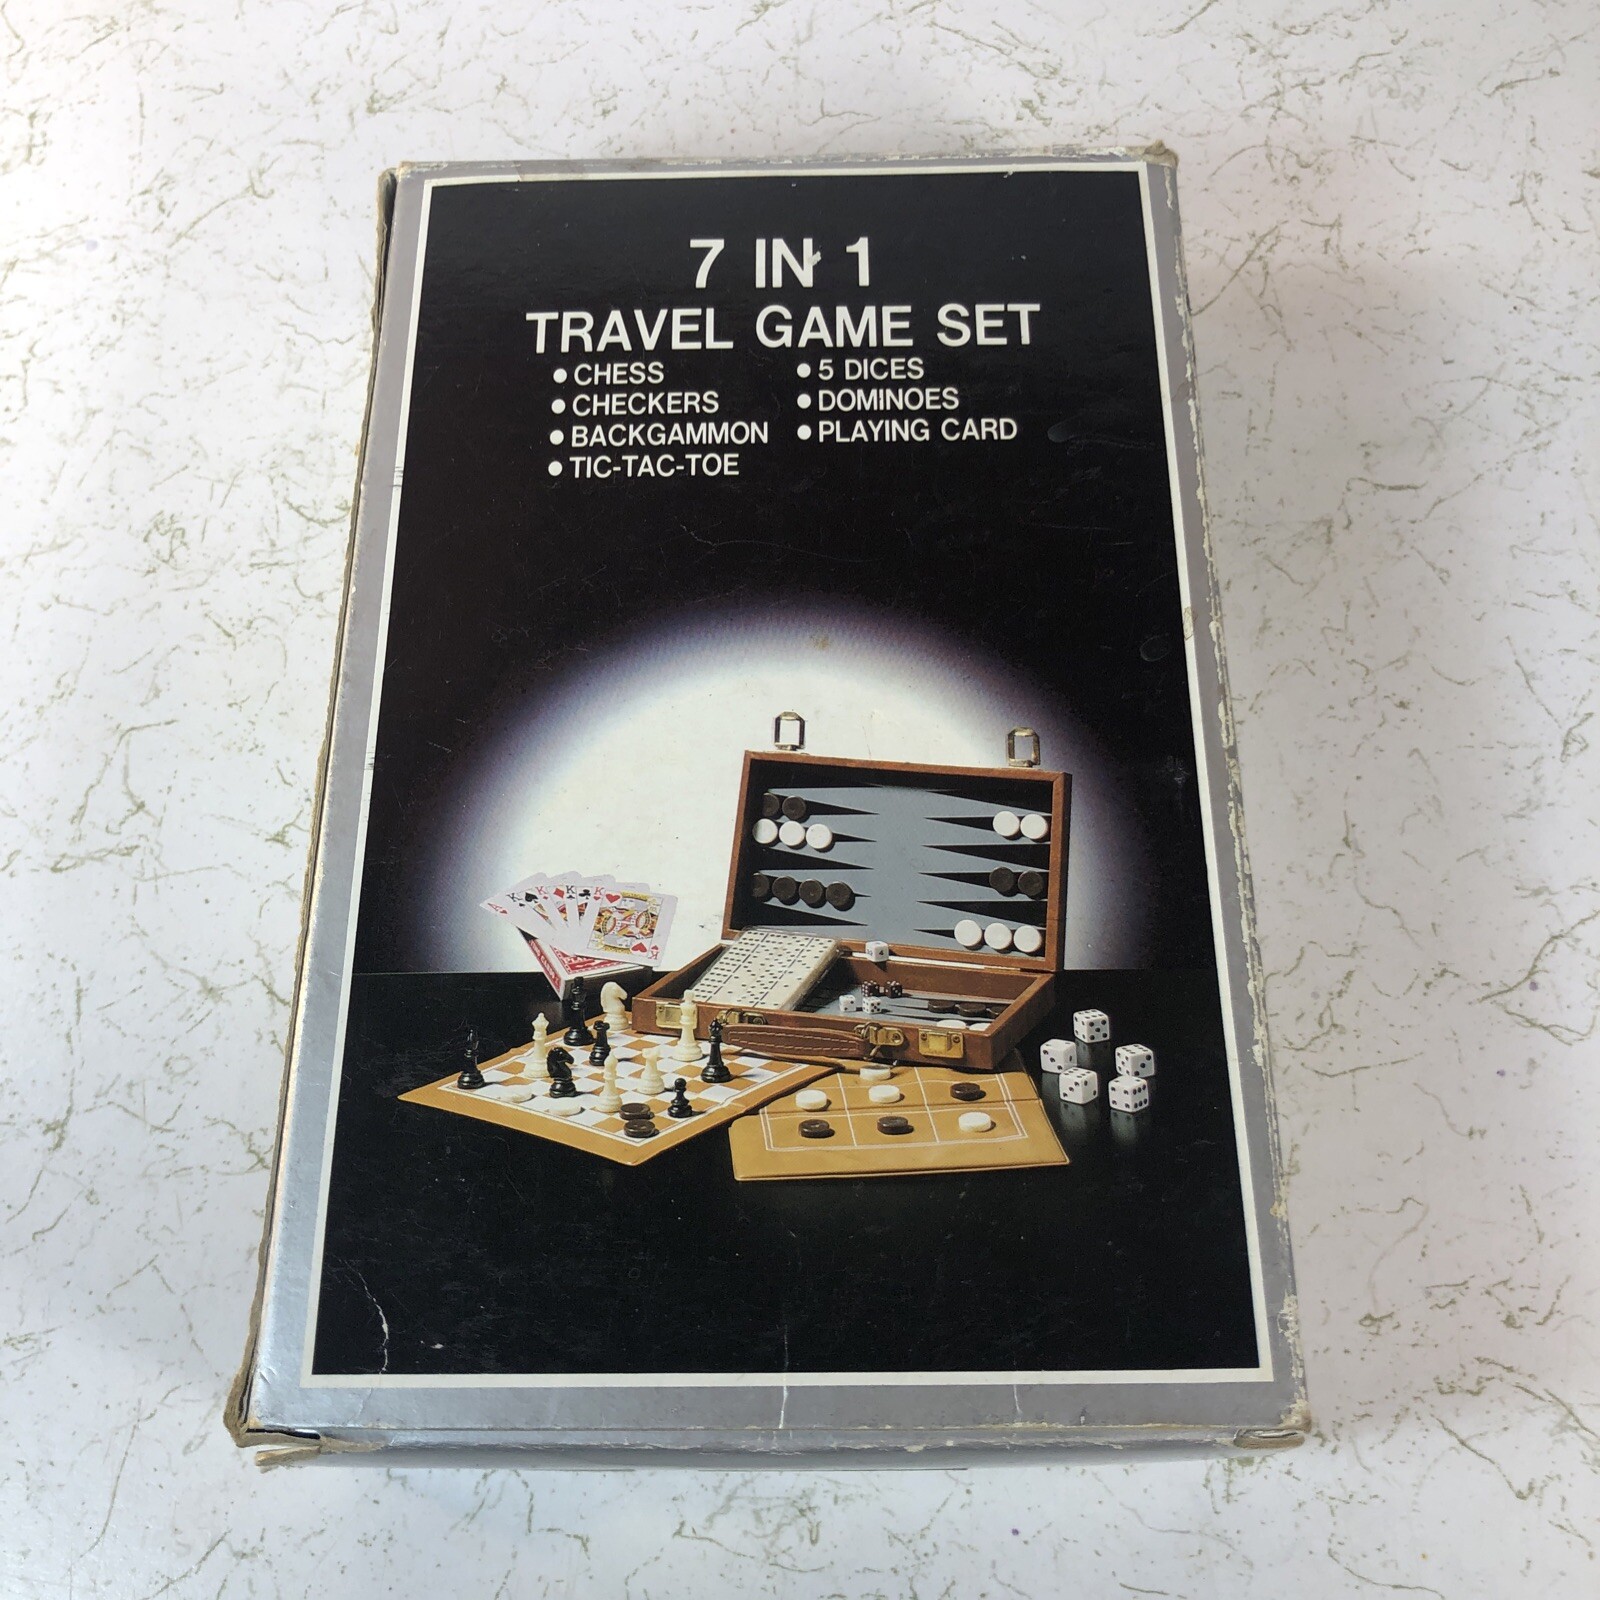 7 IN 1
TRAVEL GAME SET
● CHESS
● CHECKERS
● BACKGAMMON
● TIC-TAC-TOE
● 5 DICES
● DOMINOES
● PLAYING CARD